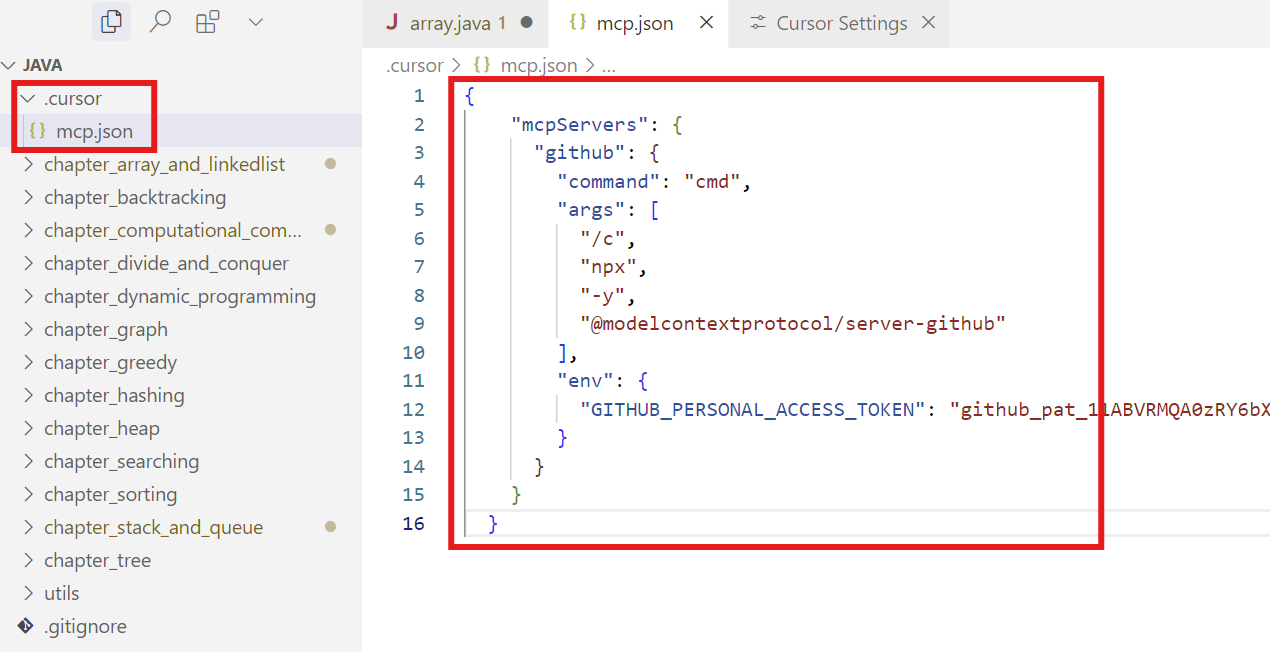 JAVA
.cursor
mcp.json
chapter_array_and_linkedlist
chapter_backtracking
chapter_computational_com...
chapter_divide_and_conquer
chapter_dynamic_programming
chapter_graph
chapter_greedy
chapter_hashing
chapter_heap
chapter_searching
chapter_sorting
chapter_stack_and_queue
chapter_tree
utils
.gitignore
J array.java 1
{} mcp.json
Cursor Settings
.cursor > {} mcp.json > ...
1 {
2 "mcpServers": {
3 "github": {
4 "command": "cmd",
5 "args": [
6 "/c",
7 "npx",
8 "-y",
9 "@modelcontextprotocol/server-github"
10 ],
11 "env": {
12 "GITHUB_PERSONAL_ACCESS_TOKEN": "github_pat_11ABVRMQA0zRY6bX
13 }
14 }
15 }
16 }